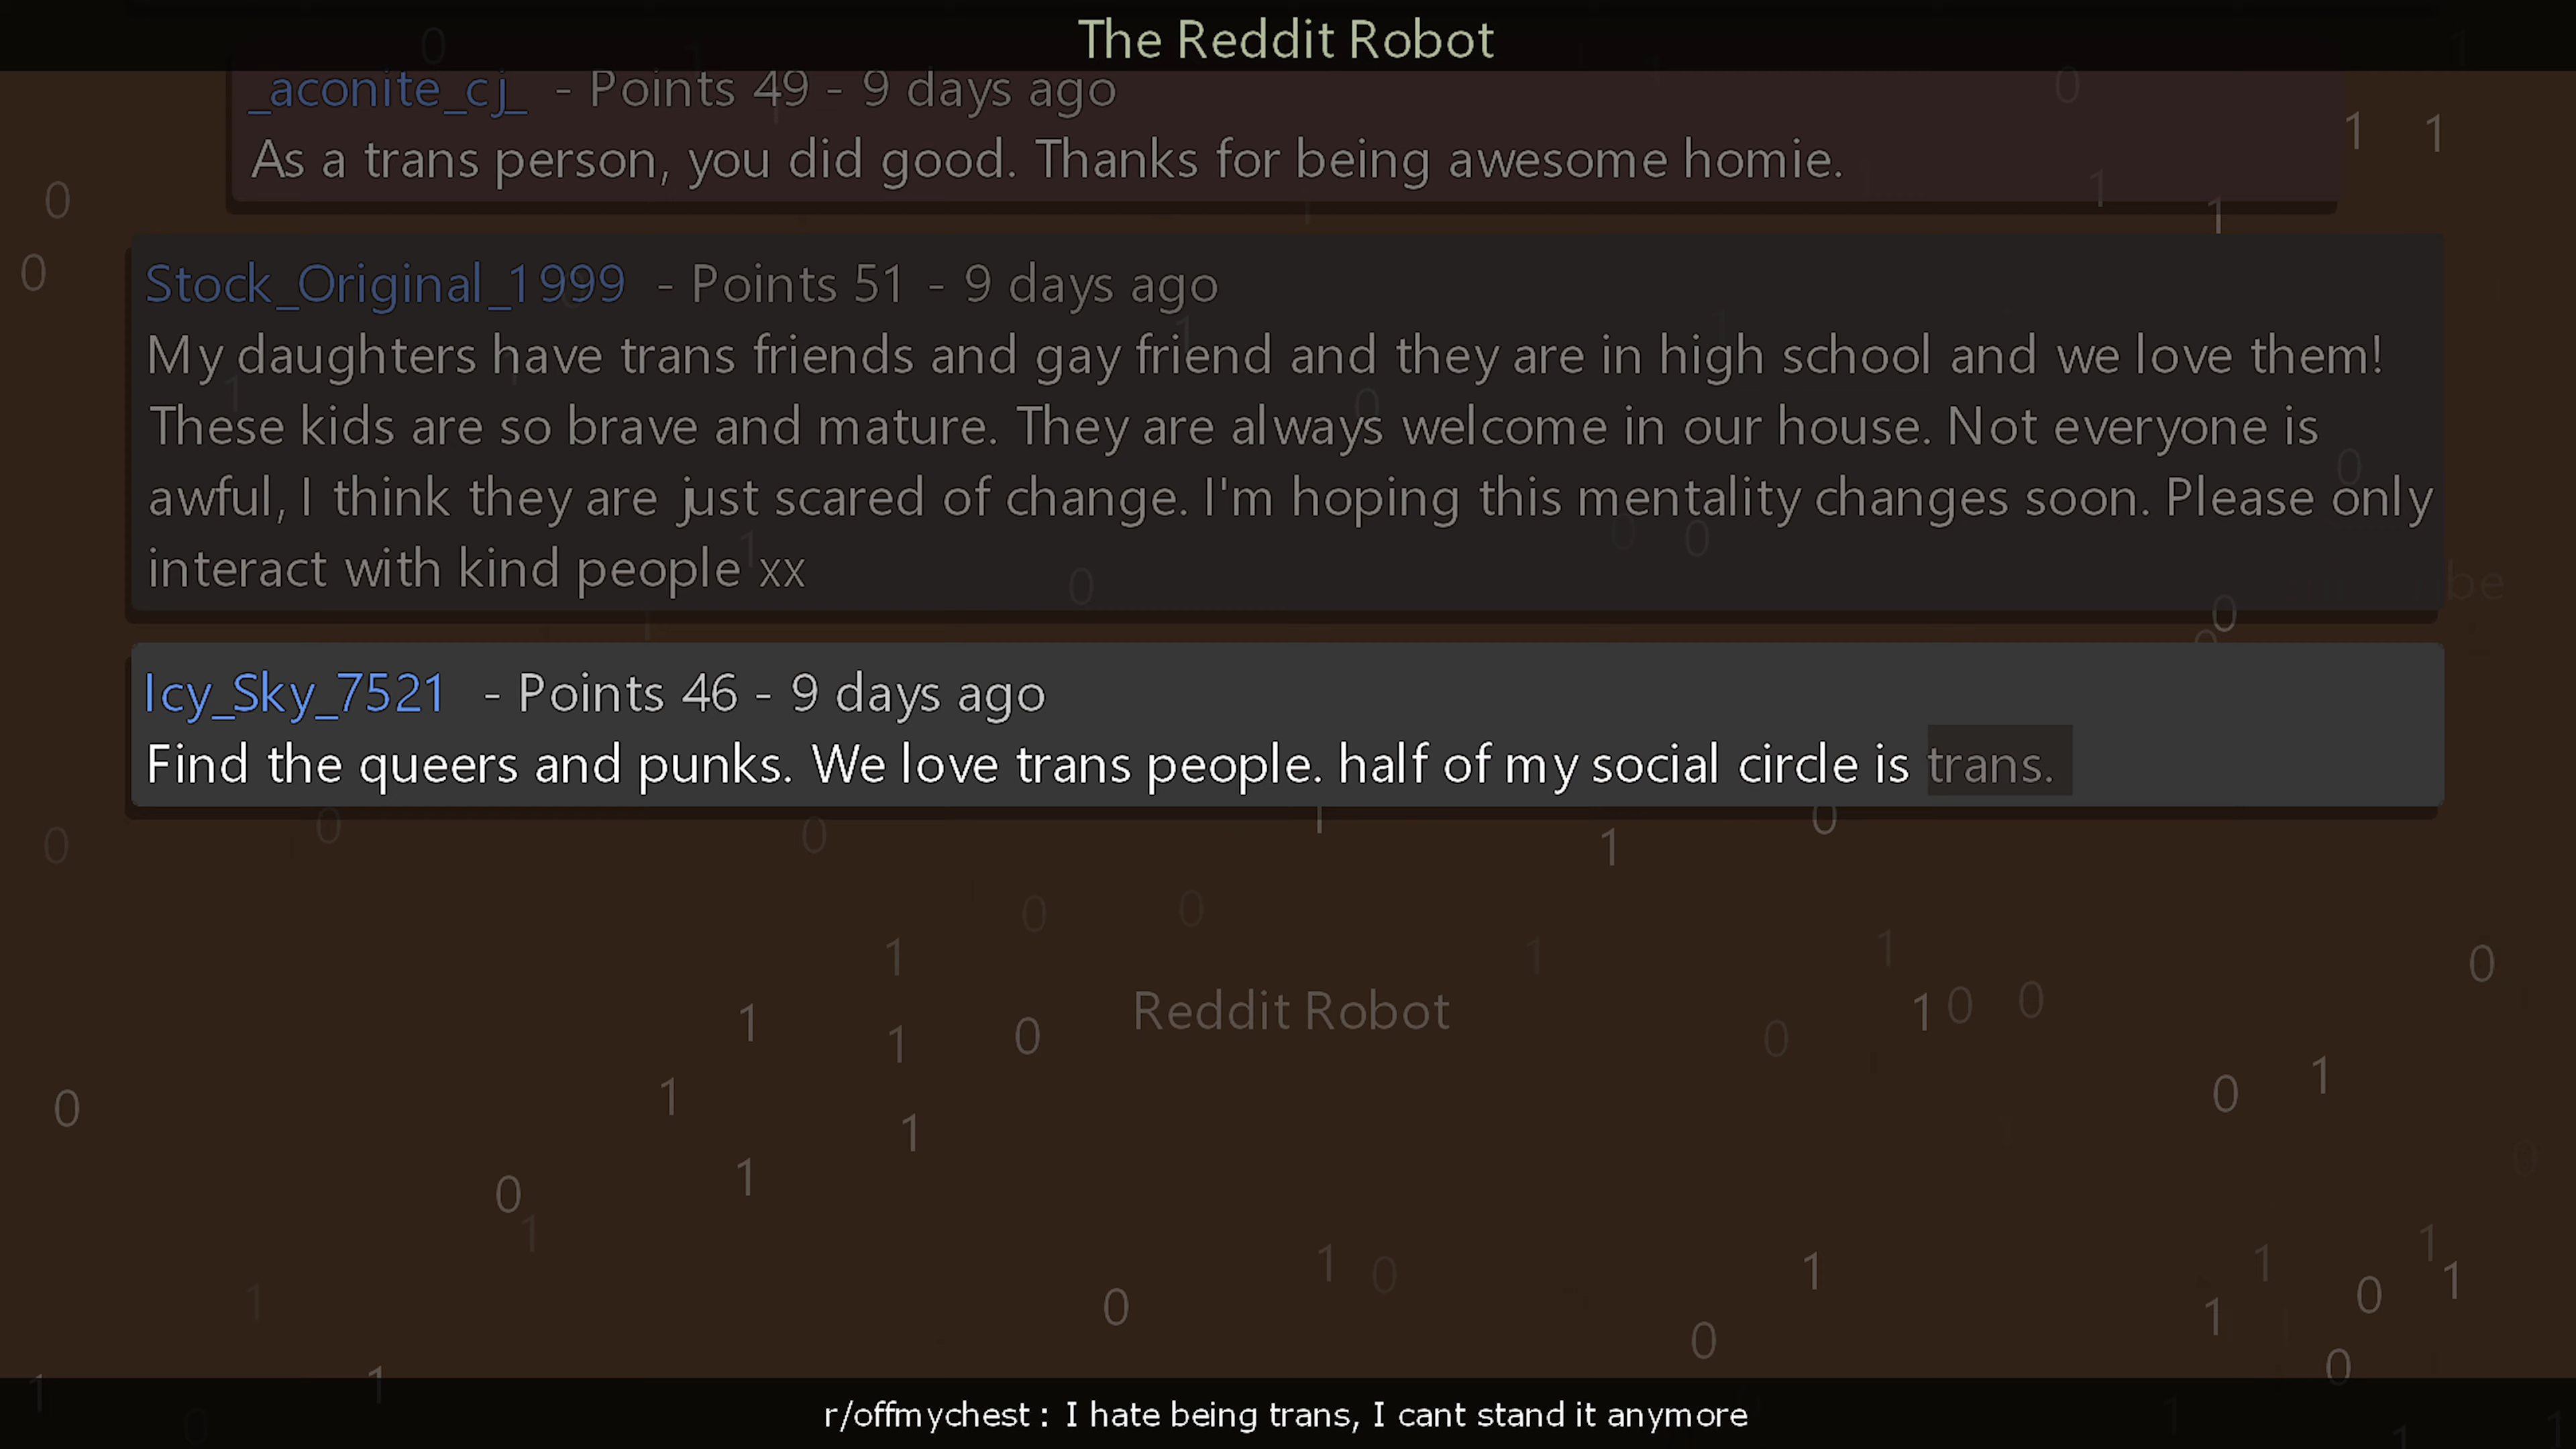 The Reddit Robot
_aconite_cj_ - Points 49 - 9 days ago
As a trans person, you did good. Thanks for being awesome homie.
Stock_Original_1999 - Points 51 - 9 days ago
My daughters have trans friends and gay friend and they are in high school and we love them!
These kids are so brave and mature. They are always welcome in our house. Not everyone is
awful, I think they are just scared of change. I'm hoping this mentality changes soon. Please only
interact with kind people xx
be
Icy_Sky_7521 - Points 46 - 9 days ago
Find the queers and punks. We love trans people. half of my social circle is trans.
Reddit Robot
r/offmychest : I hate being trans, I cant stand it anymore